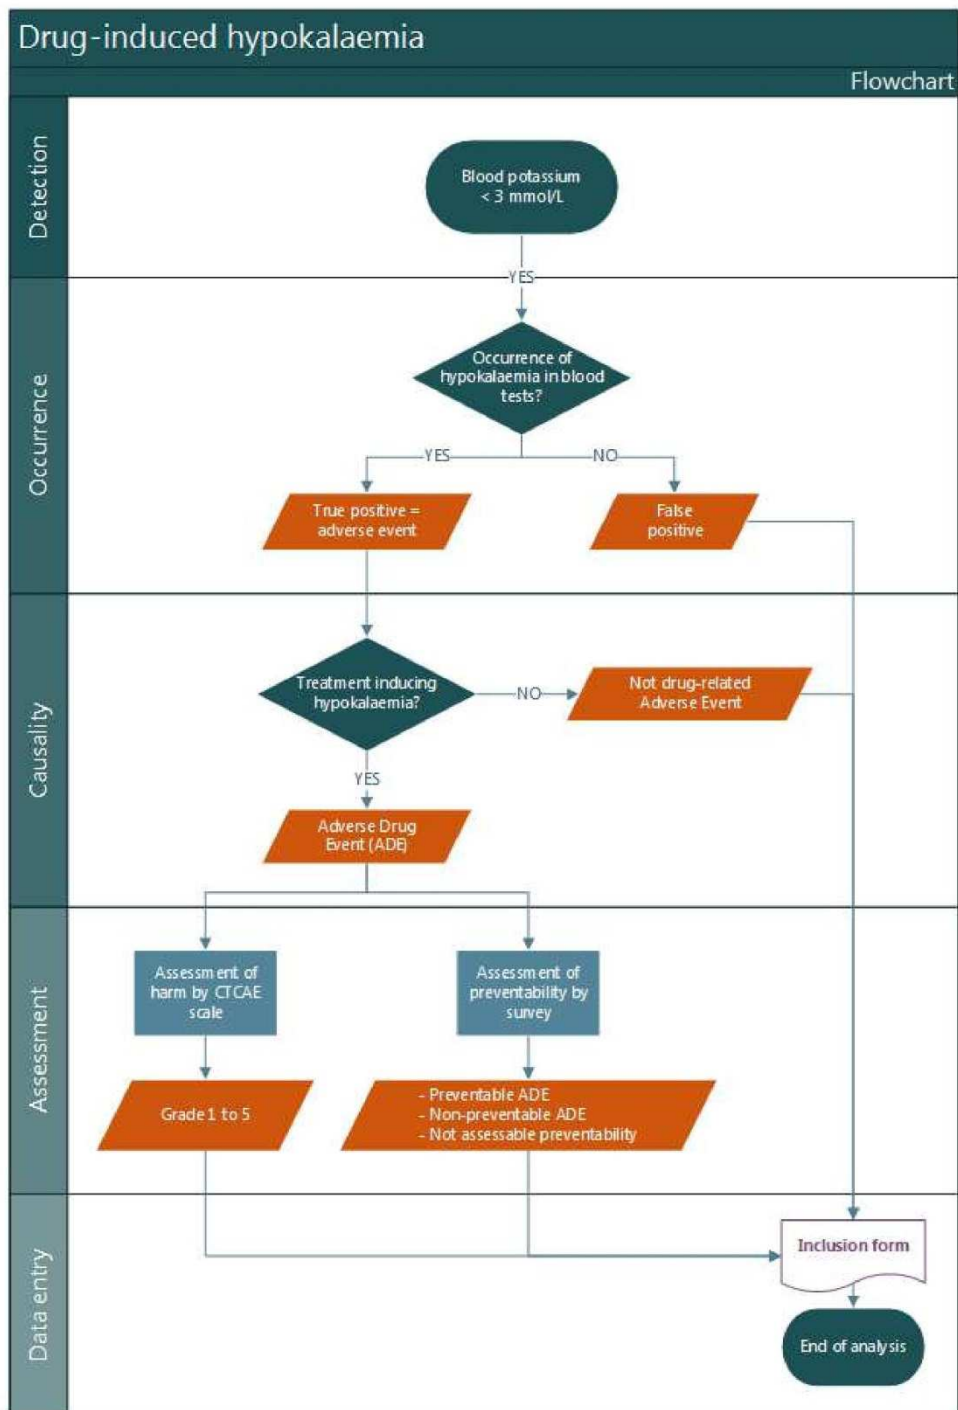 Drug-induced hypokalaemia
Flowchart
Detection
Blood potassium
< 3 mmol/L
YES
Occurrence
Occurrence of
hypokalaemia in blood
tests?
YES
NO
True positive =
adverse event
False
positive
Causality
Treatment inducing
hypokalaemia?
NO
Not drug-related
Adverse Event
YES
Adverse Drug
Event (ADE)
Assessment
Assessment of
harm by CTCAE
scale
Assessment of
preventability by
survey
Grade 1 to 5
- Preventable ADE
- Non-preventable ADE
- Not assessable preventability
Data entry
Inclusion form
End of analysis